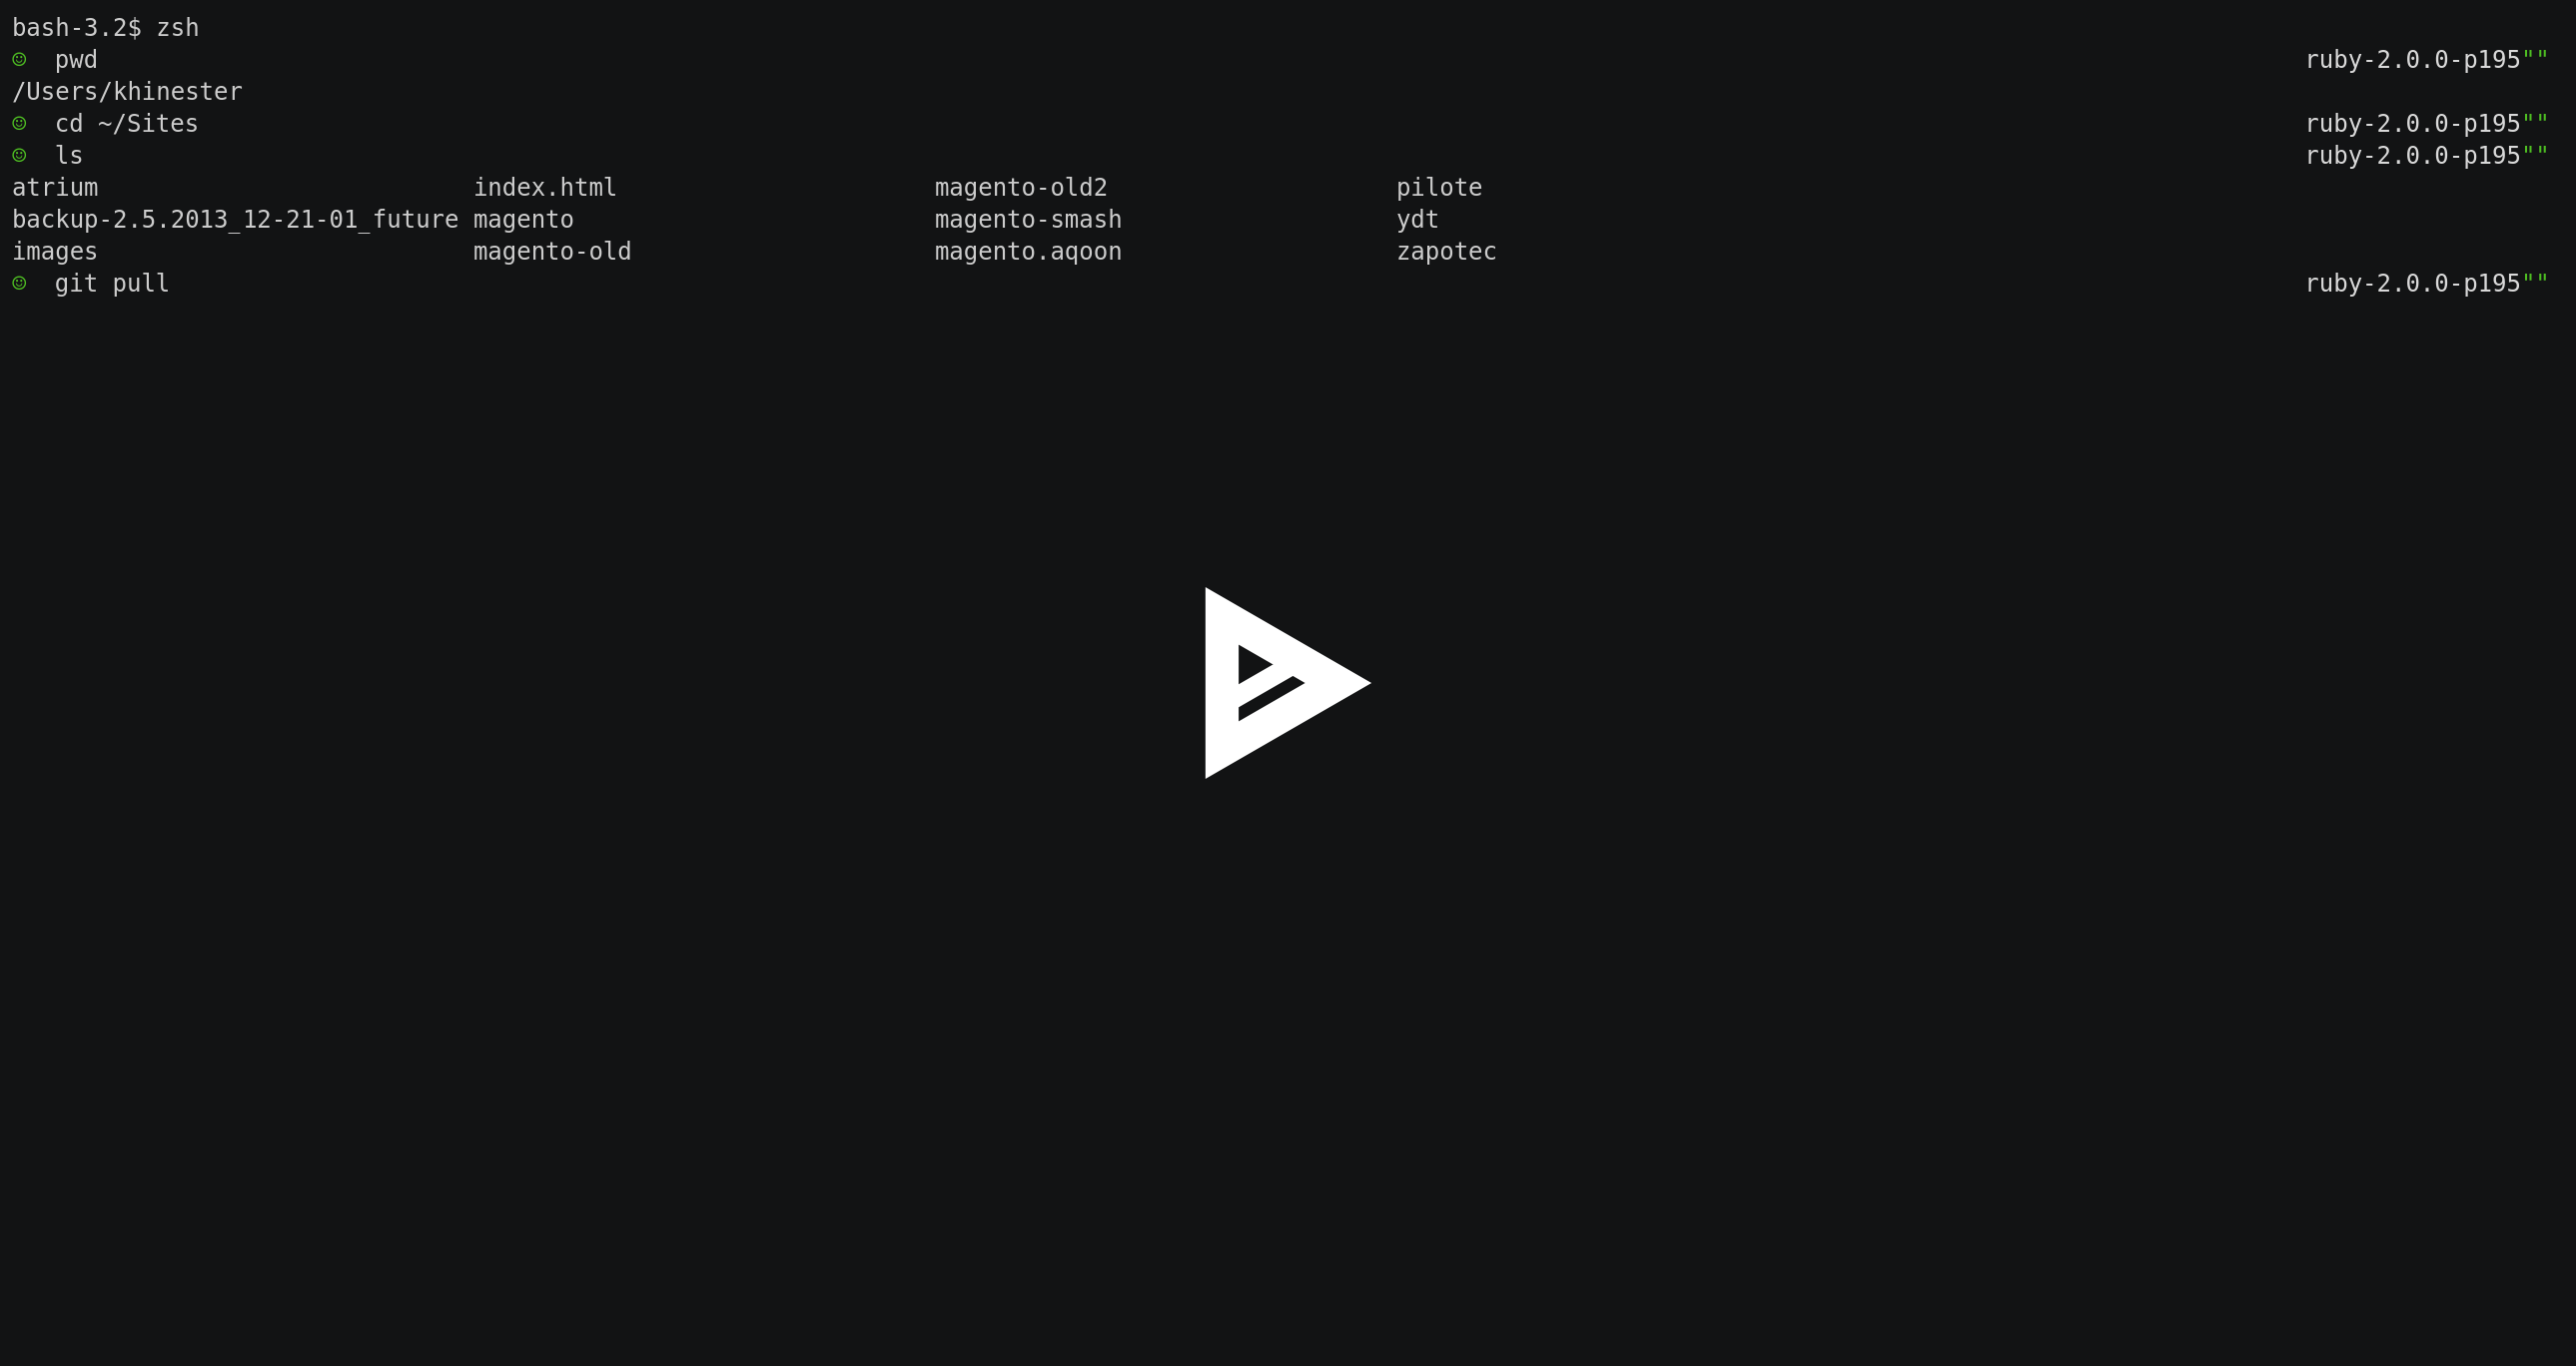 bash-3.2$ zsh
☺ pwd ruby-2.0.0-p195""
/Users/khinester
☺ cd ~/Sites ruby-2.0.0-p195""
☺ ls ruby-2.0.0-p195""
atrium index.html magento-old2 pilote
backup-2.5.2013_12-21-01_future magento magento-smash ydt
images magento-old magento.aqoon zapotec
☺ git pull ruby-2.0.0-p195""